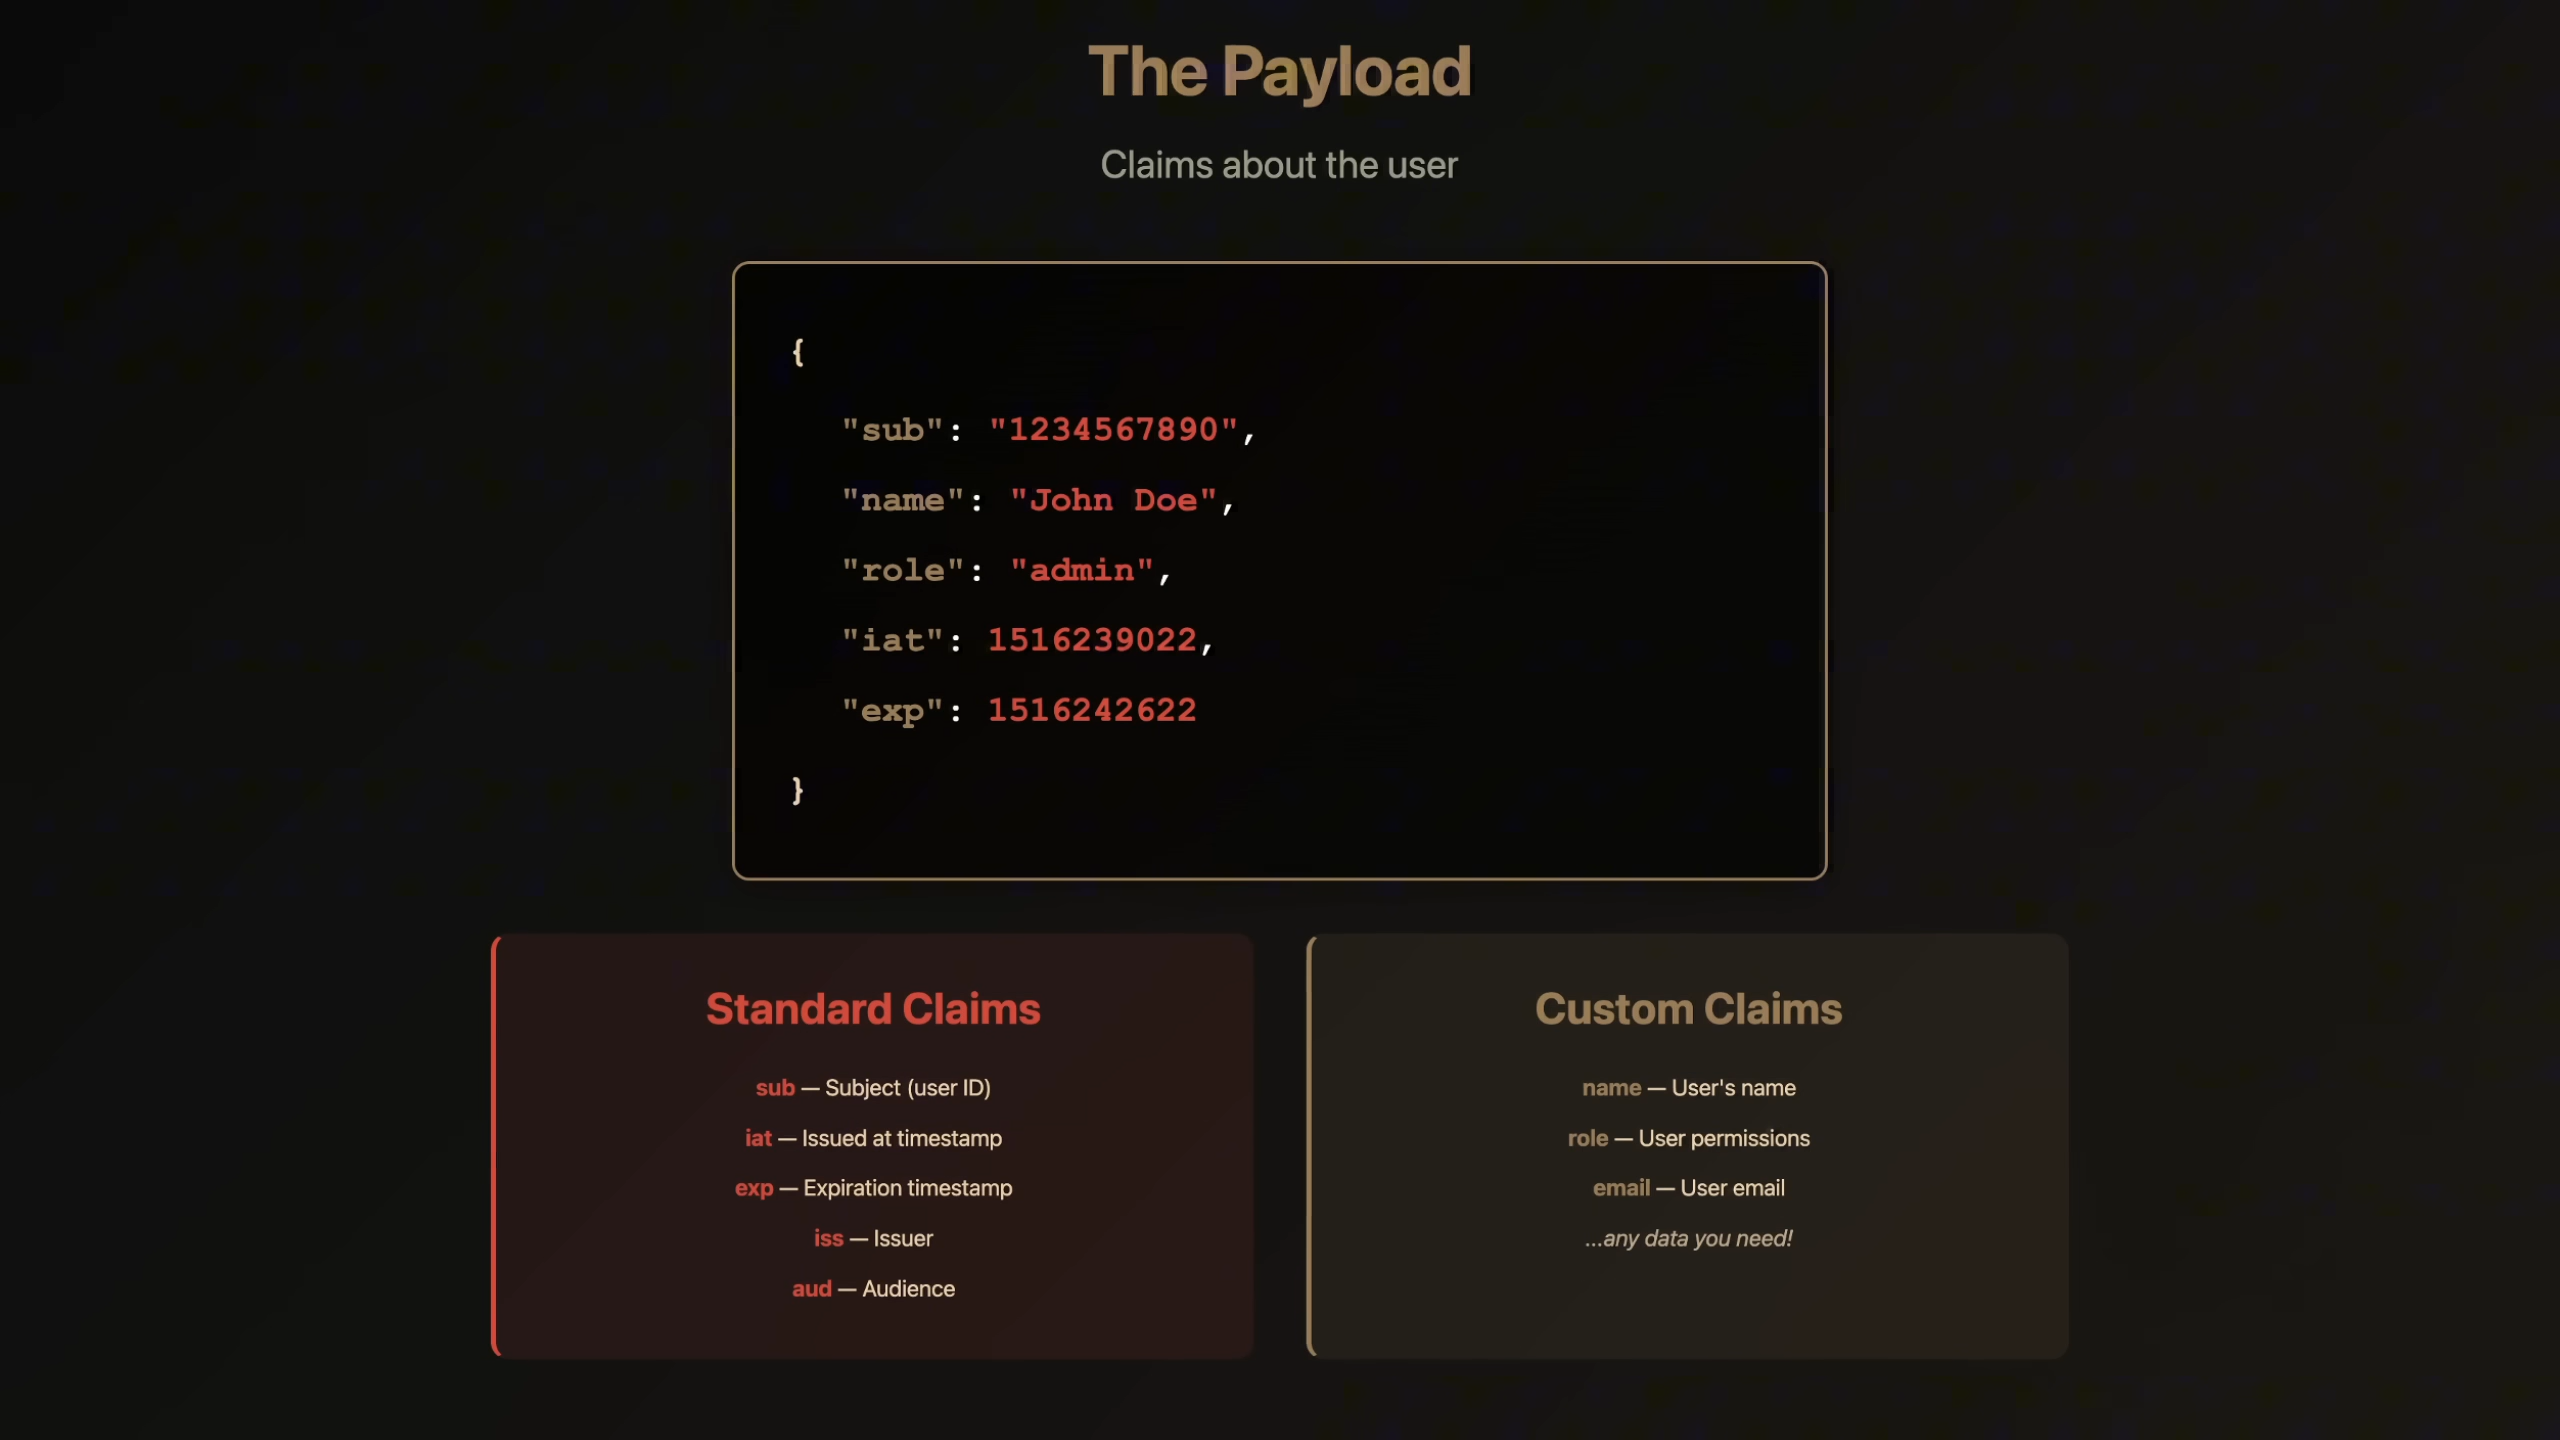 The Payload
Claims about the user
{
"sub": "1234567890",
"name": "John Doe",
"role": "admin",
"iat": 1516239022,
"exp": 1516242622
}
Standard Claims
sub — Subject (user ID)
iat — Issued at timestamp
exp — Expiration timestamp
iss — Issuer
aud — Audience
Custom Claims
name — User's name
role — User permissions
email — User email
...any data you need!